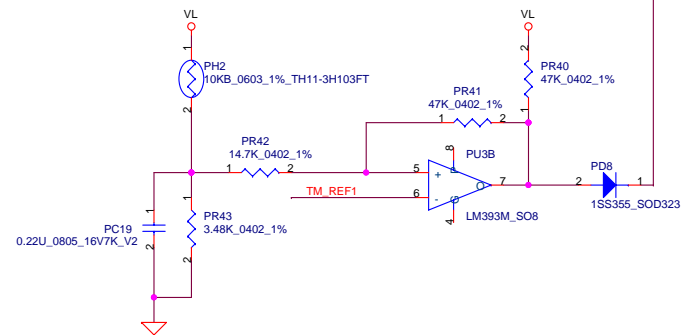 VL
VL
1
2
PH2
10KB_0603_1%_TH11-3H103FT
2
1
PR40
47K_0402_1%
PR41
47K_0402_1%
1
2
PR42
14.7K_0402_1%
1
2
5
6
+
-
8
P
G
4
O
7
PU3B
LM393M_SO8
TM_REF1
PD8
2
1
1SS355_SOD323
1
2
PC19
0.22U_0805_16V7K_V2
1
2
PR43
3.48K_0402_1%